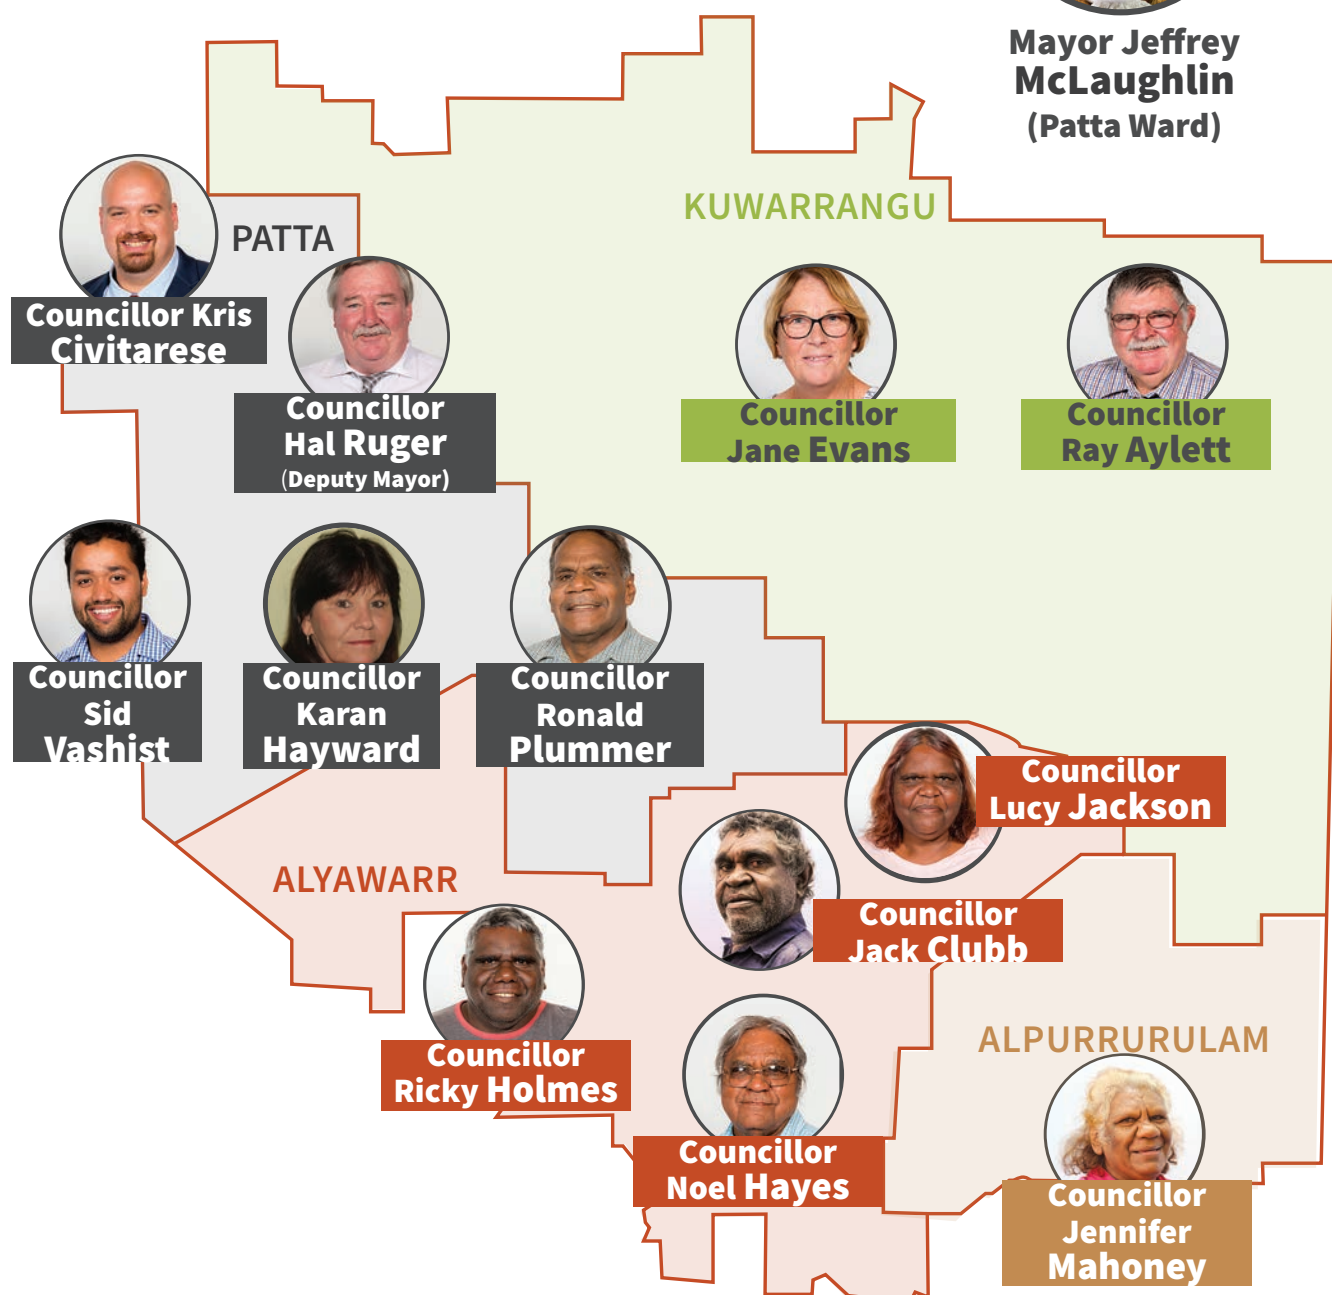 Mayor Jeffrey
McLaughlin
(Patta Ward)
KUWARRANGU
PATTA
Councillor Kris
Civitarese
Councillor
Hal Ruger
(Deputy Mayor)
Councillor
Jane Evans
Councillor
Ray Aylett
Councillor
Sid
Vashist
Councillor
Karan
Hayward
Councillor
Ronald
Plummer
Councillor
Lucy Jackson
ALYAWARR
Councillor
Jack Clubb
Councillor
Ricky Holmes
ALPURRURULAM
Councillor
Noel Hayes
Councillor
Jennifer
Mahoney